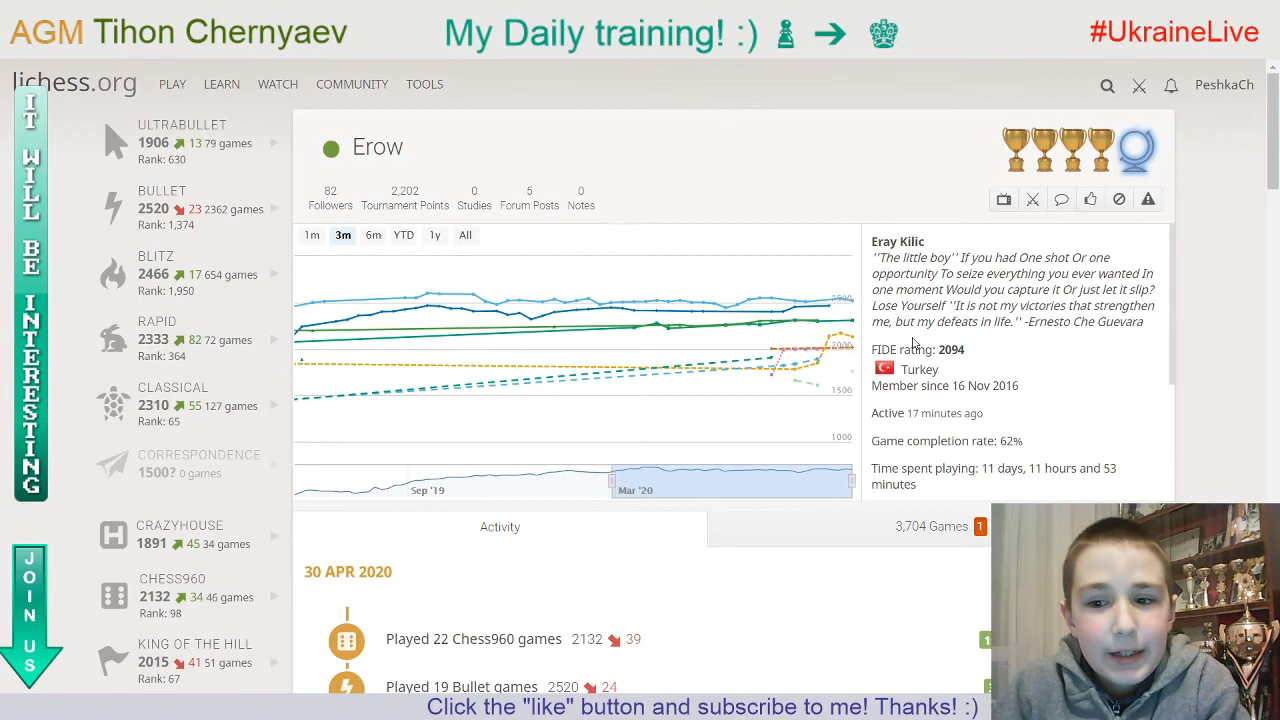 AGM Tihon Chernyaev
My Daily training! :)
#UkraineLive
lichess.org
PLAY
LEARN
WATCH
COMMUNITY
TOOLS
PeshkaCh
IT WILL BE INTERESTING
JOIN US
ULTRABULLET
1906 13 79 games
Rank: 630
BULLET
2520 23 2362 games
Rank: 1,374
BLITZ
2466 17 654 games
Rank: 1,950
RAPID
2333 82 72 games
Rank: 364
CLASSICAL
2310 55 127 games
Rank: 65
CORRESPONDENCE
1500? 0 games
CRAZYHOUSE
1891 45 34 games
CHESS960
2132 34 46 games
Rank: 98
KING OF THE HILL
2015 41 51 games
Rank: 67
Erow
82 2,202 0 5 0
Followers Tournament Points Studies Forum Posts Notes
1m 3m 6m YTD 1y All
2500
2000
1500
1000
Sep '19 Mar '20
Eray Kilic
''The little boy'' If you had One shot Or one
opportunity To seize everything you ever wanted In
one moment Would you capture it Or just let it slip?
Lose Yourself ''It is not my victories that strengthen
me, but my defeats in life.'' -Ernesto Che Guevara
FIDE rating: 2094
Turkey
Member since 16 Nov 2016
Active 17 minutes ago
Game completion rate: 62%
Time spent playing: 11 days, 11 hours and 53
minutes
Activity
3,704 Games 1
30 APR 2020
Played 22 Chess960 games 2132 39
Played 19 Bullet games 2520 24
Click the "like" button and subscribe to me! Thanks! :)